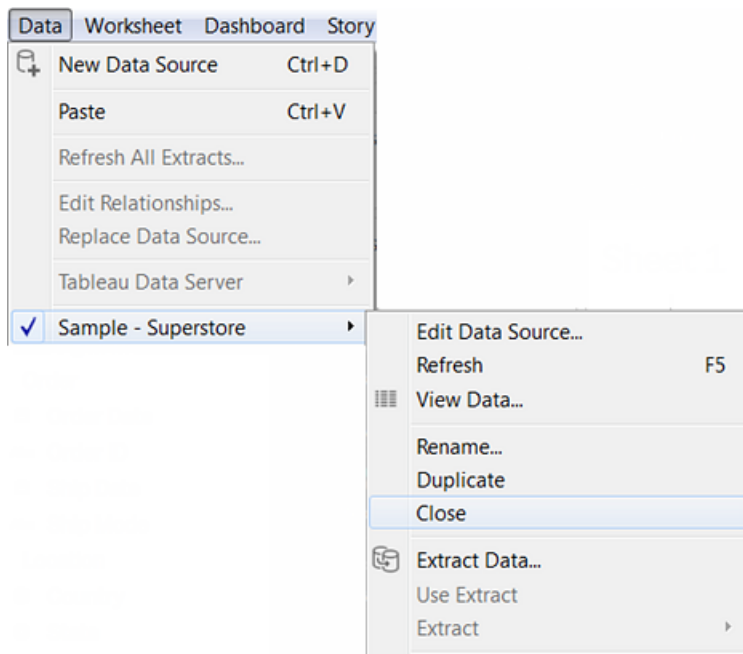 Data Worksheet Dashboard Story
New Data Source Ctrl+D
Paste Ctrl+V
Refresh All Extracts...
Edit Relationships...
Replace Data Source...
Tableau Data Server
Sample - Superstore
Edit Data Source...
Refresh F5
View Data...
Rename...
Duplicate
Close
Extract Data...
Use Extract
Extract